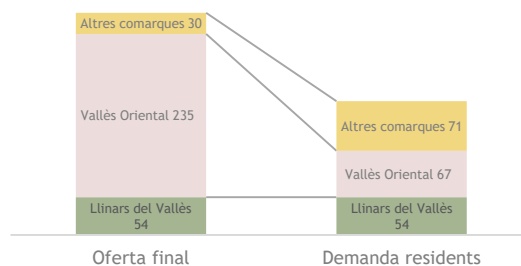 Altres comarques 30
Vallès Oriental 235
Llinars del Vallès
54
Altres comarques 71
Vallès Oriental 67
Llinars del Vallès
54
Oferta final
Demanda residents